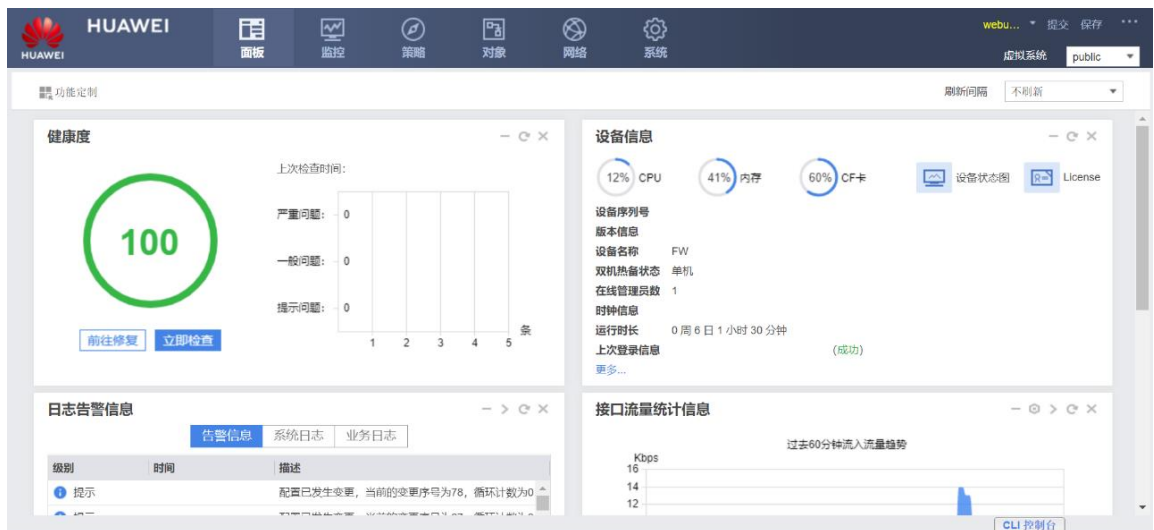 HUAWEI
HUAWEI
面板
监控
策略
对象
网络
系统
webu... 提交 保存 ...
虚拟系统 public
功能定制
刷新间隔 不刷新
健康度
上次检查时间:
100
严重问题: 0
一般问题: 0
提示问题: 0
条
1 2 3 4 5
前往修复 立即检查
设备信息
12% CPU 41% 内存 60% CF卡 设备状态图 License
设备序列号
版本信息
设备名称 FW
双机热备状态 单机
在线管理员数 1
时钟信息
运行时长 0 周 6 日 1 小时 30 分钟
上次登录信息 (成功)
更多...
日志告警信息
告警信息 系统日志 业务日志
级别 时间 描述
提示 配置已发生变更，当前的变更序号为78，循环计数为0
接口流量统计信息
过去60分钟流入流量趋势
Kbps
16
14
12
CLI 控制台